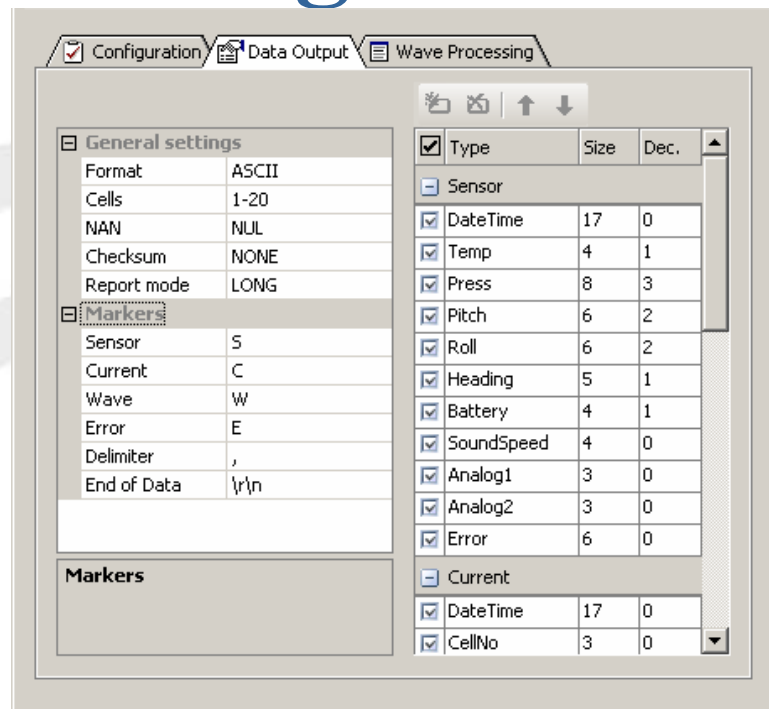 Configuration Data Output Wave Processing
General settings
Format ASCII
Cells 1-20
NAN NUL
Checksum NONE
Report mode LONG
Markers
Sensor S
Current C
Wave W
Error E
Delimiter ,
End of Data \r\n
Markers
Type Size Dec.
Sensor
DateTime 17 0
Temp 4 1
Press 8 3
Pitch 6 2
Roll 6 2
Heading 5 1
Battery 4 1
SoundSpeed 4 0
Analog1 3 0
Analog2 3 0
Error 6 0
Current
DateTime 17 0
CellNo 3 0